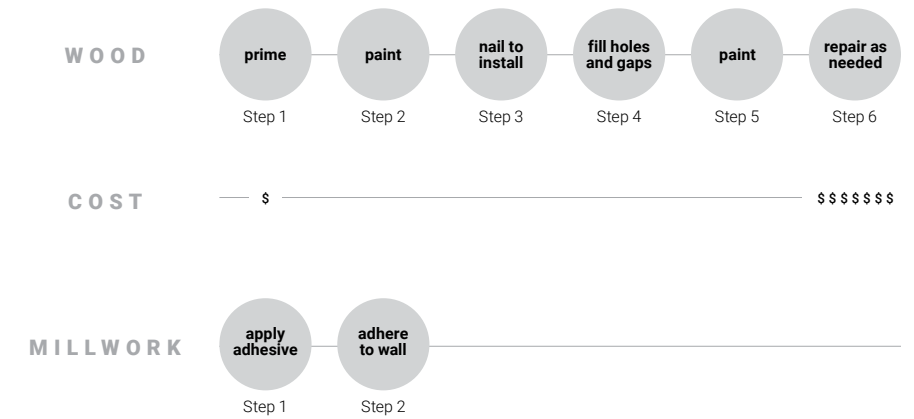 WOOD
prime
paint
nail to
install
fill holes
and gaps
paint
repair as
needed
Step 1
Step 2
Step 3
Step 4
Step 5
Step 6
COST
$
$$$$$$$
MILLWORK
apply
adhesive
adhere
to wall
Step 1
Step 2